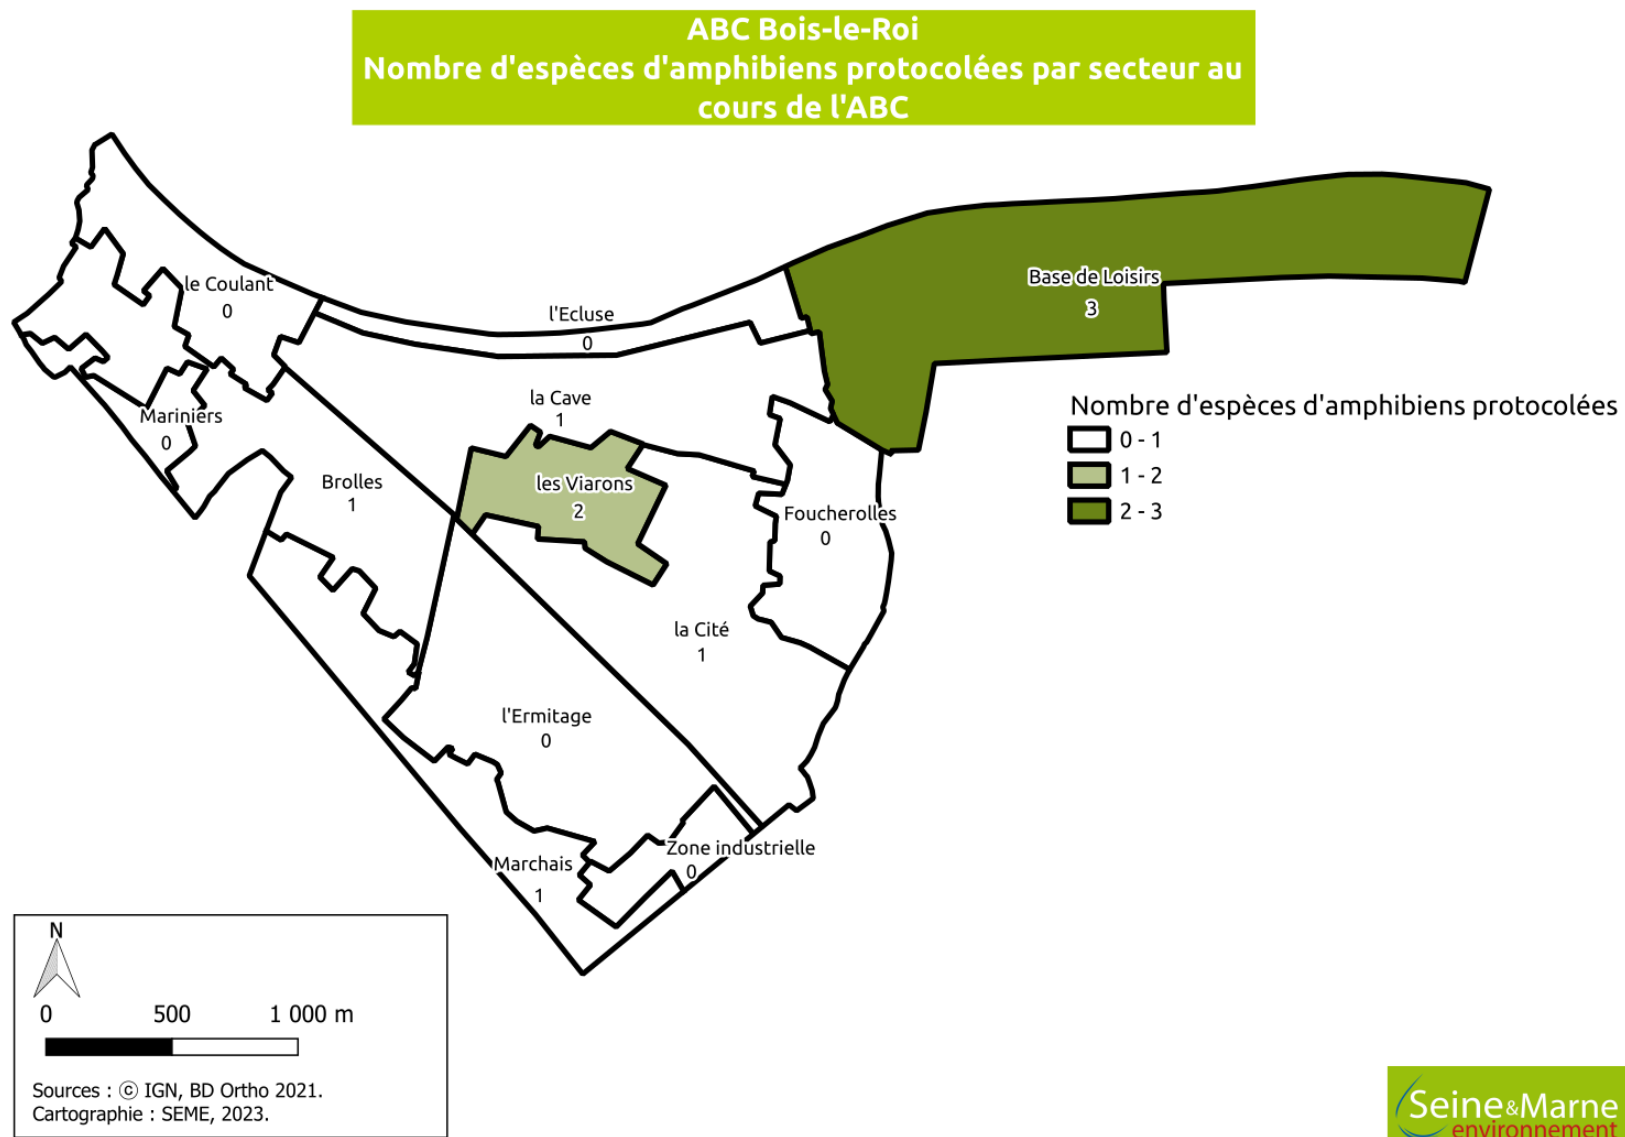 ABC Bois-le-Roi
Nombre d'espèces d'amphibiens protocolées par secteur au
cours de l'ABC
le Coulant
0
l'Ecluse
0
Base de Loisirs
3
la Cave
1
Mariniers
0
Brolles
1
les Viarons
2
Foucherolles
0
la Cité
1
l'Ermitage
0
Zone industrielle
0
Marchais
1
Nombre d'espèces d'amphibiens protocolées
0 - 1
1 - 2
2 - 3
N
0 500 1 000 m
Sources : © IGN, BD Ortho 2021.
Cartographie : SEME, 2023.
Seine&Marne
environnement